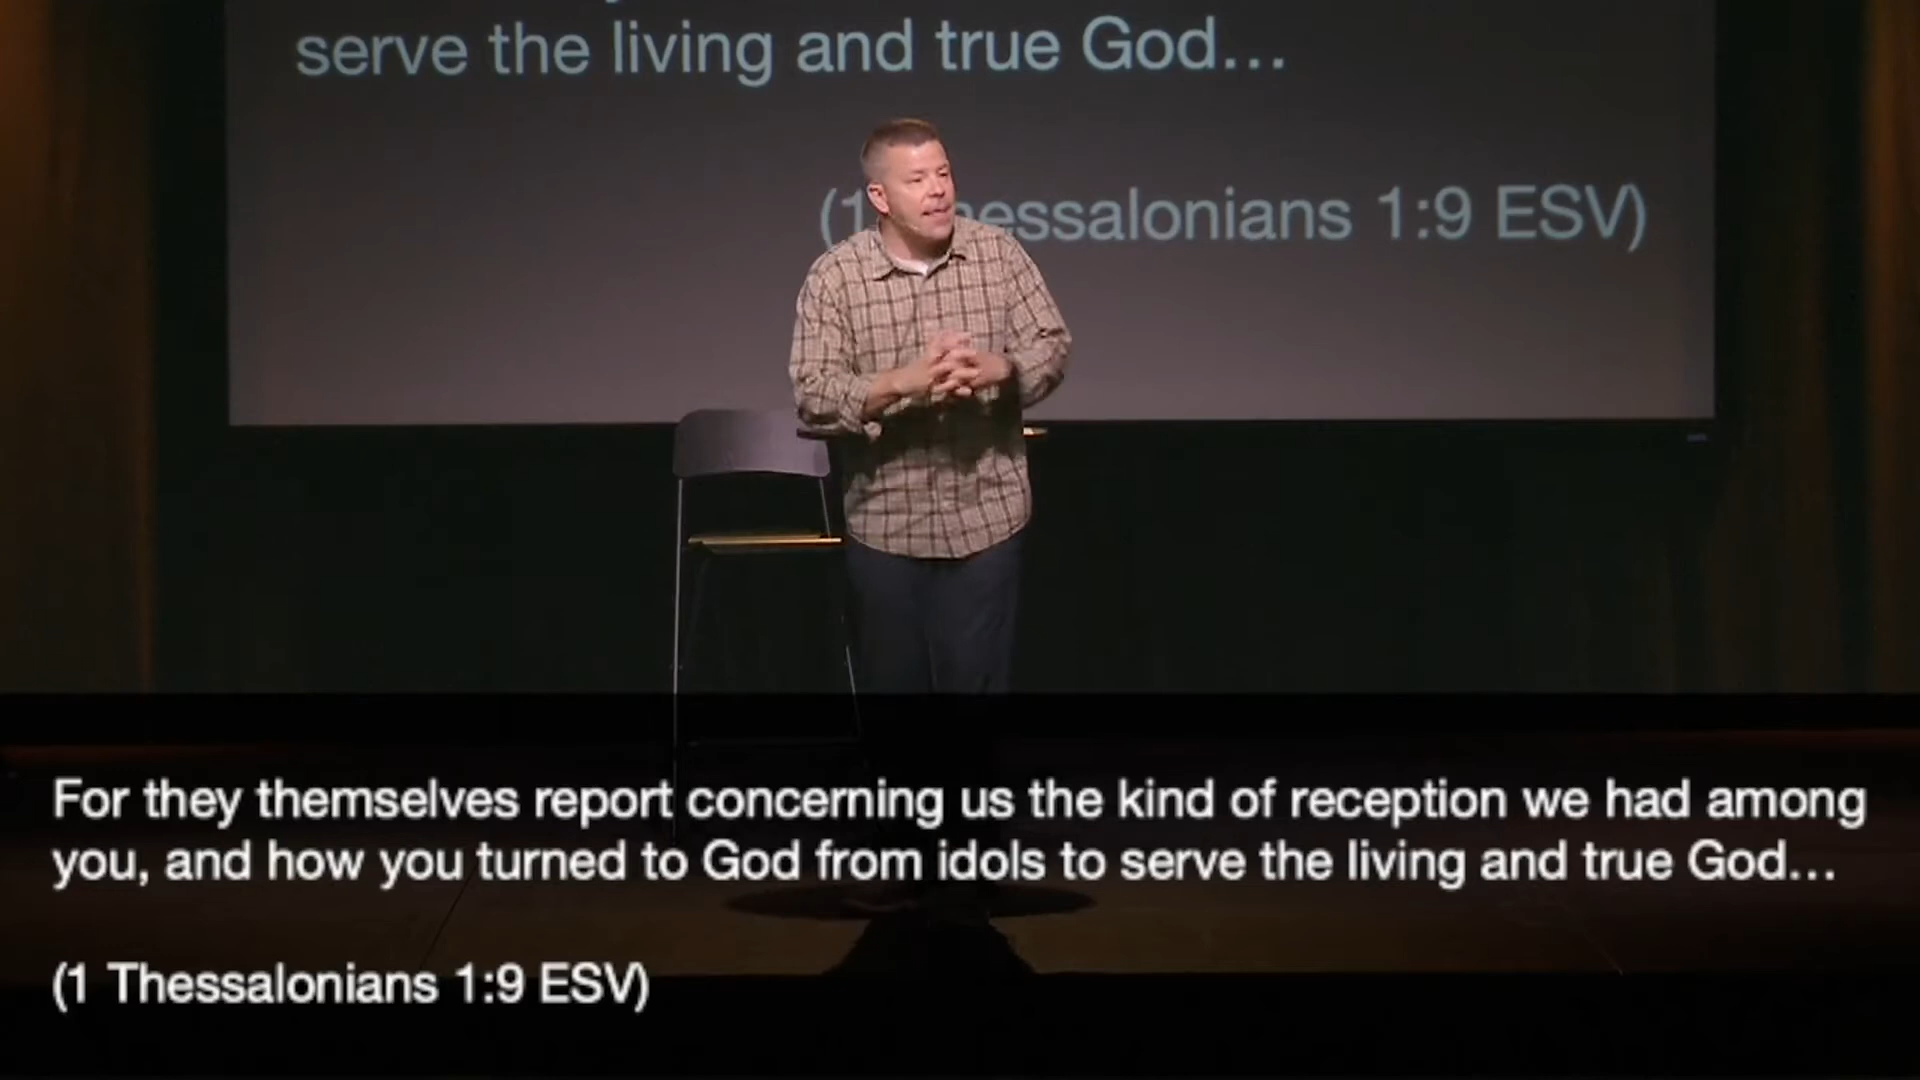 serve the living and true God...
(1 hessalonians 1:9 ESV)
For they themselves report concerning us the kind of reception we had among
you, and how you turned to God from idols to serve the living and true God...
(1 Thessalonians 1:9 ESV)